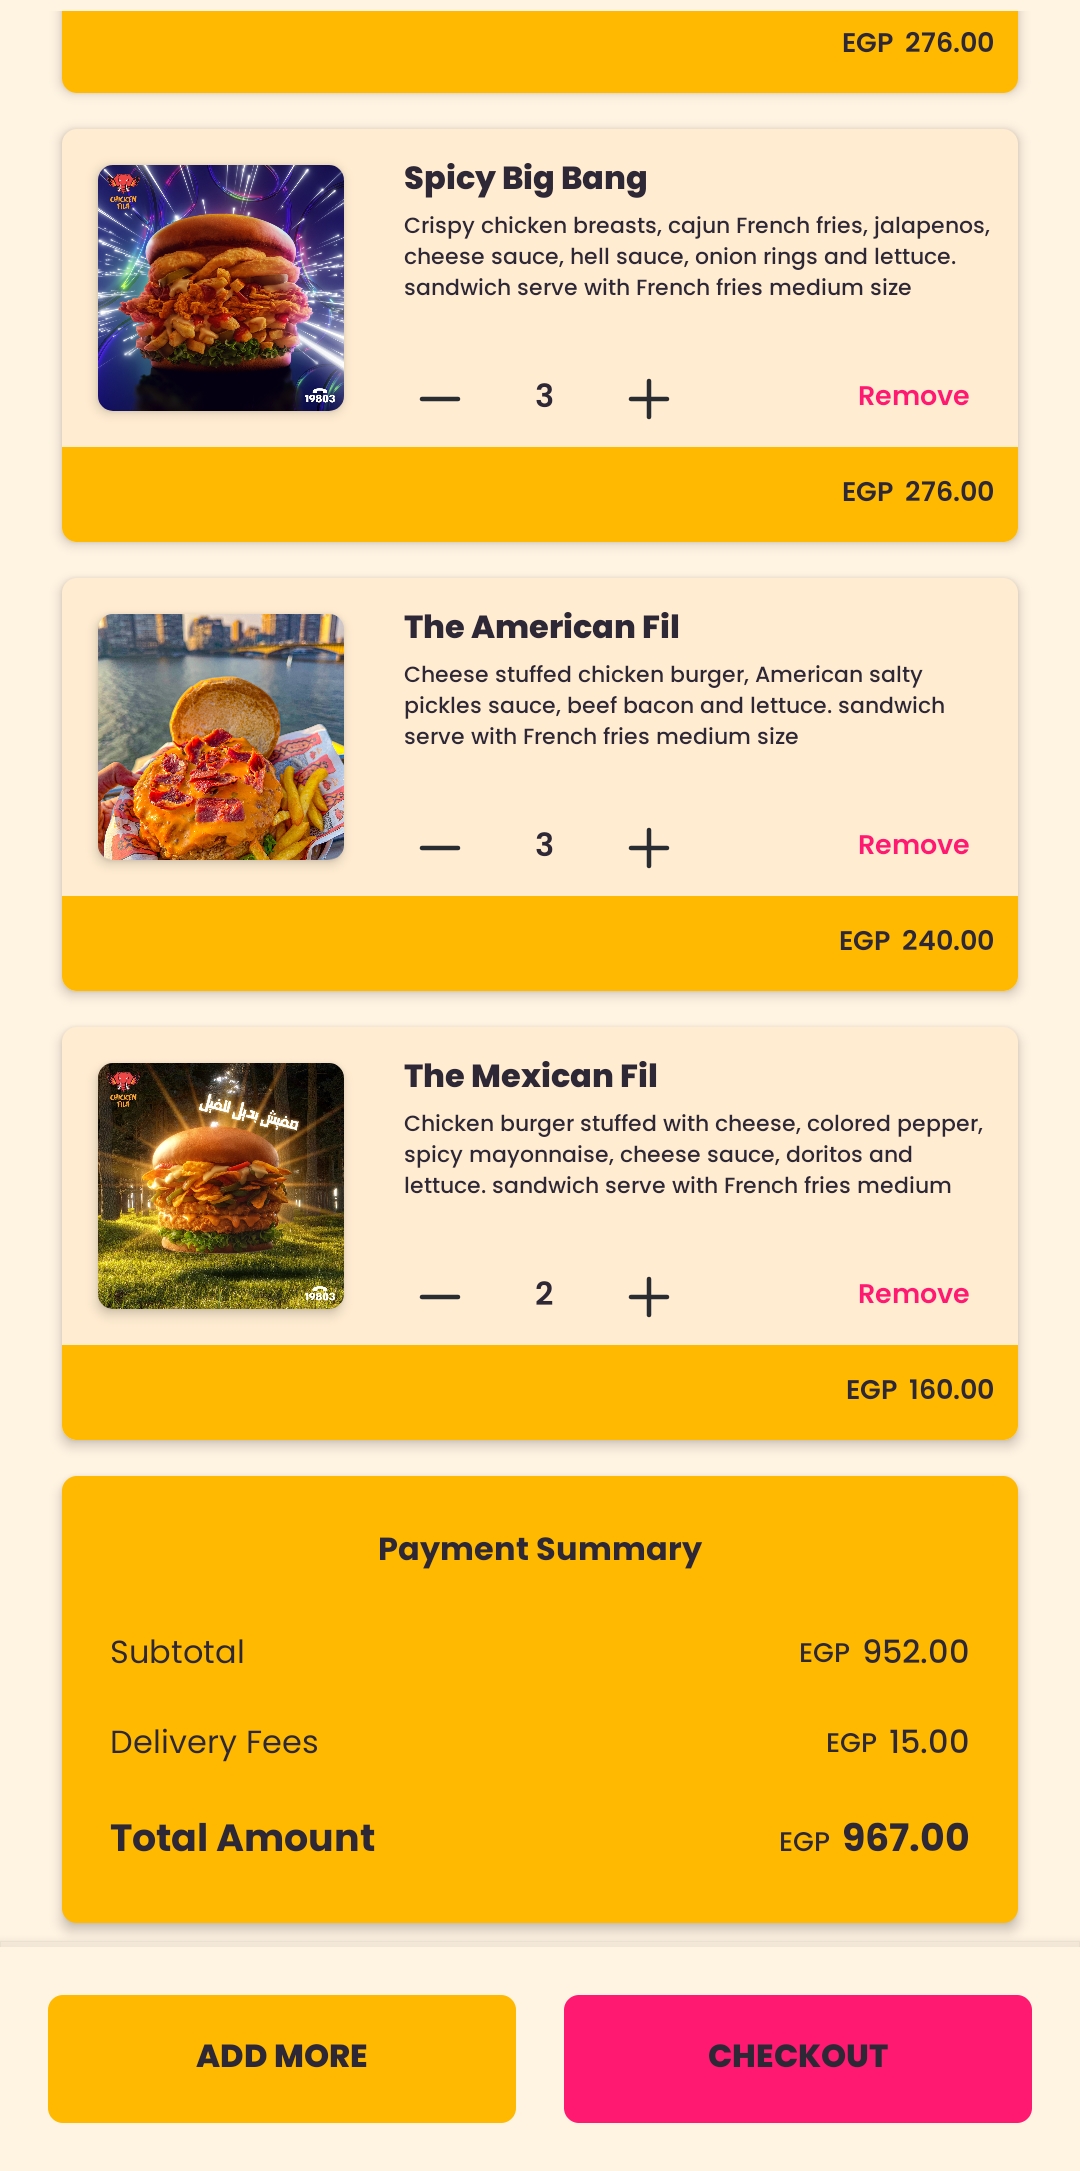 EGP 276.00
Spicy Big Bang
Crispy chicken breasts, cajun French fries, jalapenos,
cheese sauce, hell sauce, onion rings and lettuce.
sandwich serve with French fries medium size
CHICKEN
FILA
19803
3
Remove
EGP 276.00
The American Fil
Cheese stuffed chicken burger, American salty
pickles sauce, beef bacon and lettuce. sandwich
serve with French fries medium size
3
Remove
EGP 240.00
The Mexican Fil
Chicken burger stuffed with cheese, colored pepper,
spicy mayonnaise, cheese sauce, doritos and
lettuce. sandwich serve with French fries medium
CHICKEN
FILA
مفيش بديل للفيل
19803
2
Remove
EGP 160.00
Payment Summary
Subtotal EGP 952.00
Delivery Fees EGP 15.00
Total Amount EGP 967.00
ADD MORE CHECKOUT